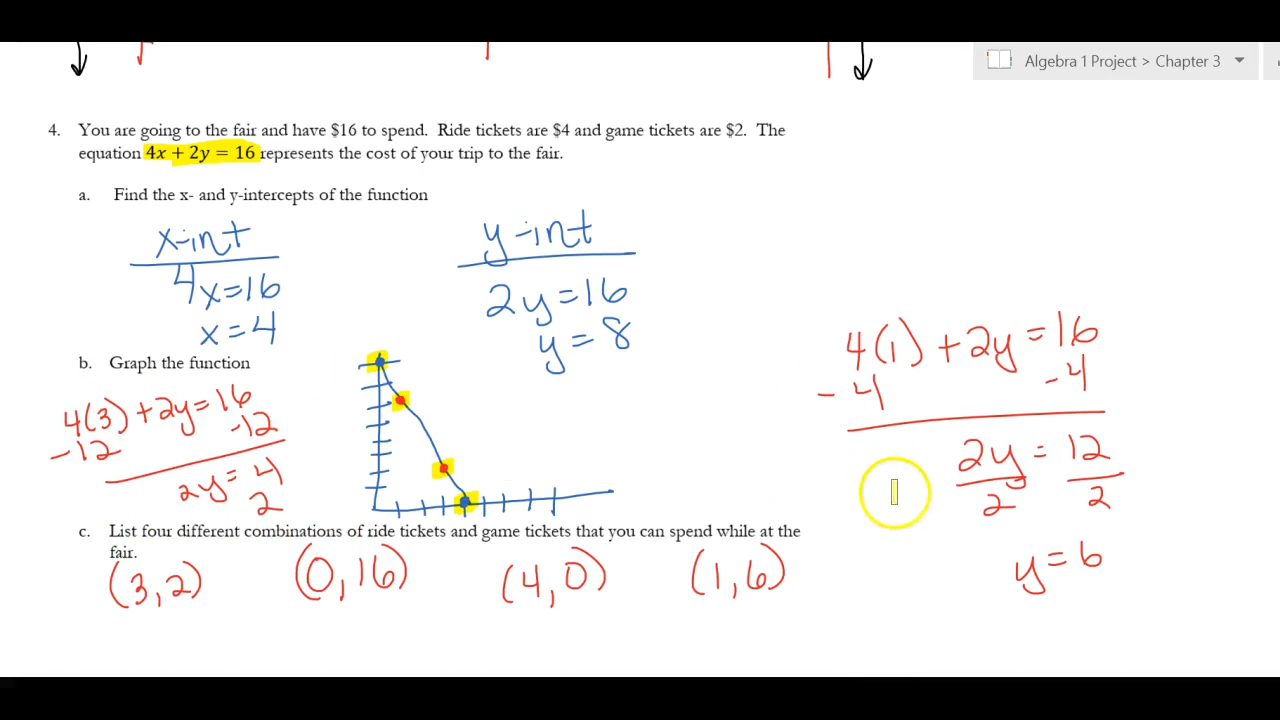 Algebra 1 Project > Chapter 3
4. You are going to the fair and have $16 to spend. Ride tickets are $4 and game tickets are $2. The
equation 4x + 2y = 16 represents the cost of your trip to the fair.
a. Find the x- and y-intercepts of the function
x-int
4x=16
x=4
y-int
2y=16
y=8
b. Graph the function
4(3)+2y=16
-12 -12
2y=4
2
4(1)+2y=16
-4 -4
2y=12
2 2
y=6
c. List four different combinations of ride tickets and game tickets that you can spend while at the
fair.
(3,2) (0,16) (4,0) (1,6)